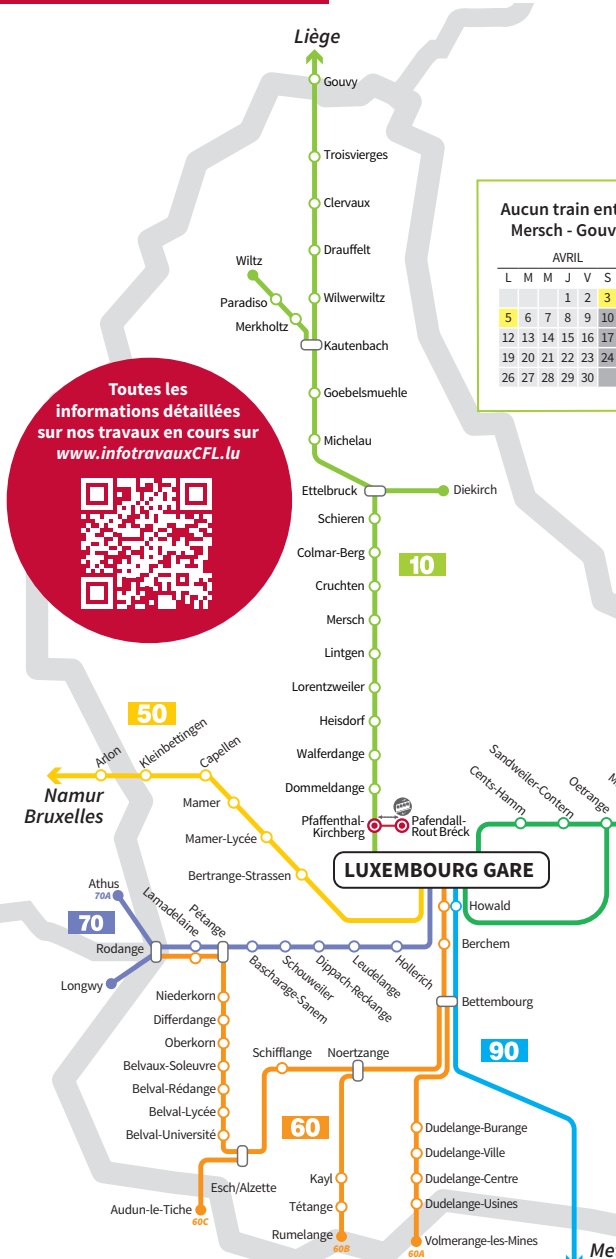 Liège
Gouvy
Troisvierges
Clervaux
Drauffelt
Wiltz
Paradiso
Wilwerwiltz
Merkholtz
Kautenbach
Goebelsmuehle
Michelau
Aucun train ent
Mersch - Gouv
AVRIL
L M M J V S
1 2 3
5 6 7 8 9 10
12 13 14 15 16 17
19 20 21 22 23 24
26 27 28 29 30
Toutes les
informations détaillées
sur nos travaux en cours sur
www.infotravauxCFL.lu
Ettelbruck
Diekirch
Schieren
Colmar-Berg
10
Cruchten
Mersch
Lintgen
Lorentzweiler
Heisdorf
Walferdange
Dommeldange
Pfaffenthal-
Kirchberg
Pafendall-
Rout Bréck
50
Arlon
Kleinbettingen
Capellen
Namur
Bruxelles
Mamer
Mamer-Lycée
Bertrange-Strassen
Cents-Hamm
Sandweiler-Contern
Oetrange
M
LUXEMBOURG GARE
Athus
70A
70
Lamadelaine
Pétange
Rodange
Longwy
Bascharage-Sanem
Schouweiler
Dippach-Reckange
Leudelange
Hollerich
Howald
Berchem
Bettembourg
90
Niederkorn
Differdange
Oberkorn
Belvaux-Soleuvre
Belval-Rédange
Belval-Lycée
Belval-Université
Schifflange
Noertzange
60
Esch/Alzette
Audun-le-Tiche
60C
Kayl
Tétange
Rumelange
60B
Dudelange-Burange
Dudelange-Ville
Dudelange-Centre
Dudelange-Usines
Volmerange-les-Mines
60A
Me